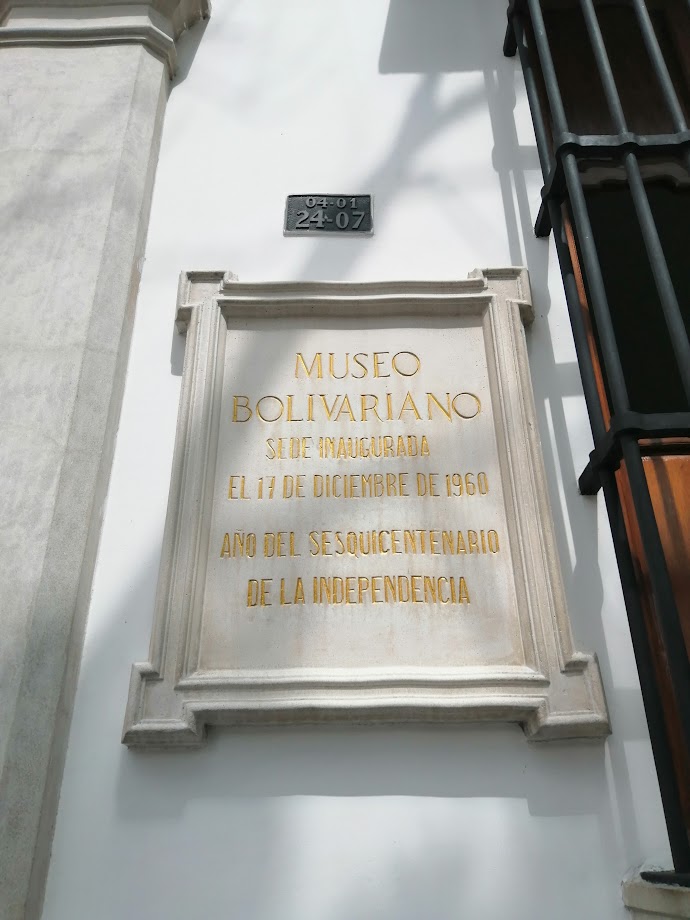 04-01
24-07
MUSEO
BOLIVARIANO
SEDE INAUGURADA
EL 17 DE DICIEMBRE DE 1960
AÑO DEL SESQUICENTENARIO
DE LA INDEPENDENCIA